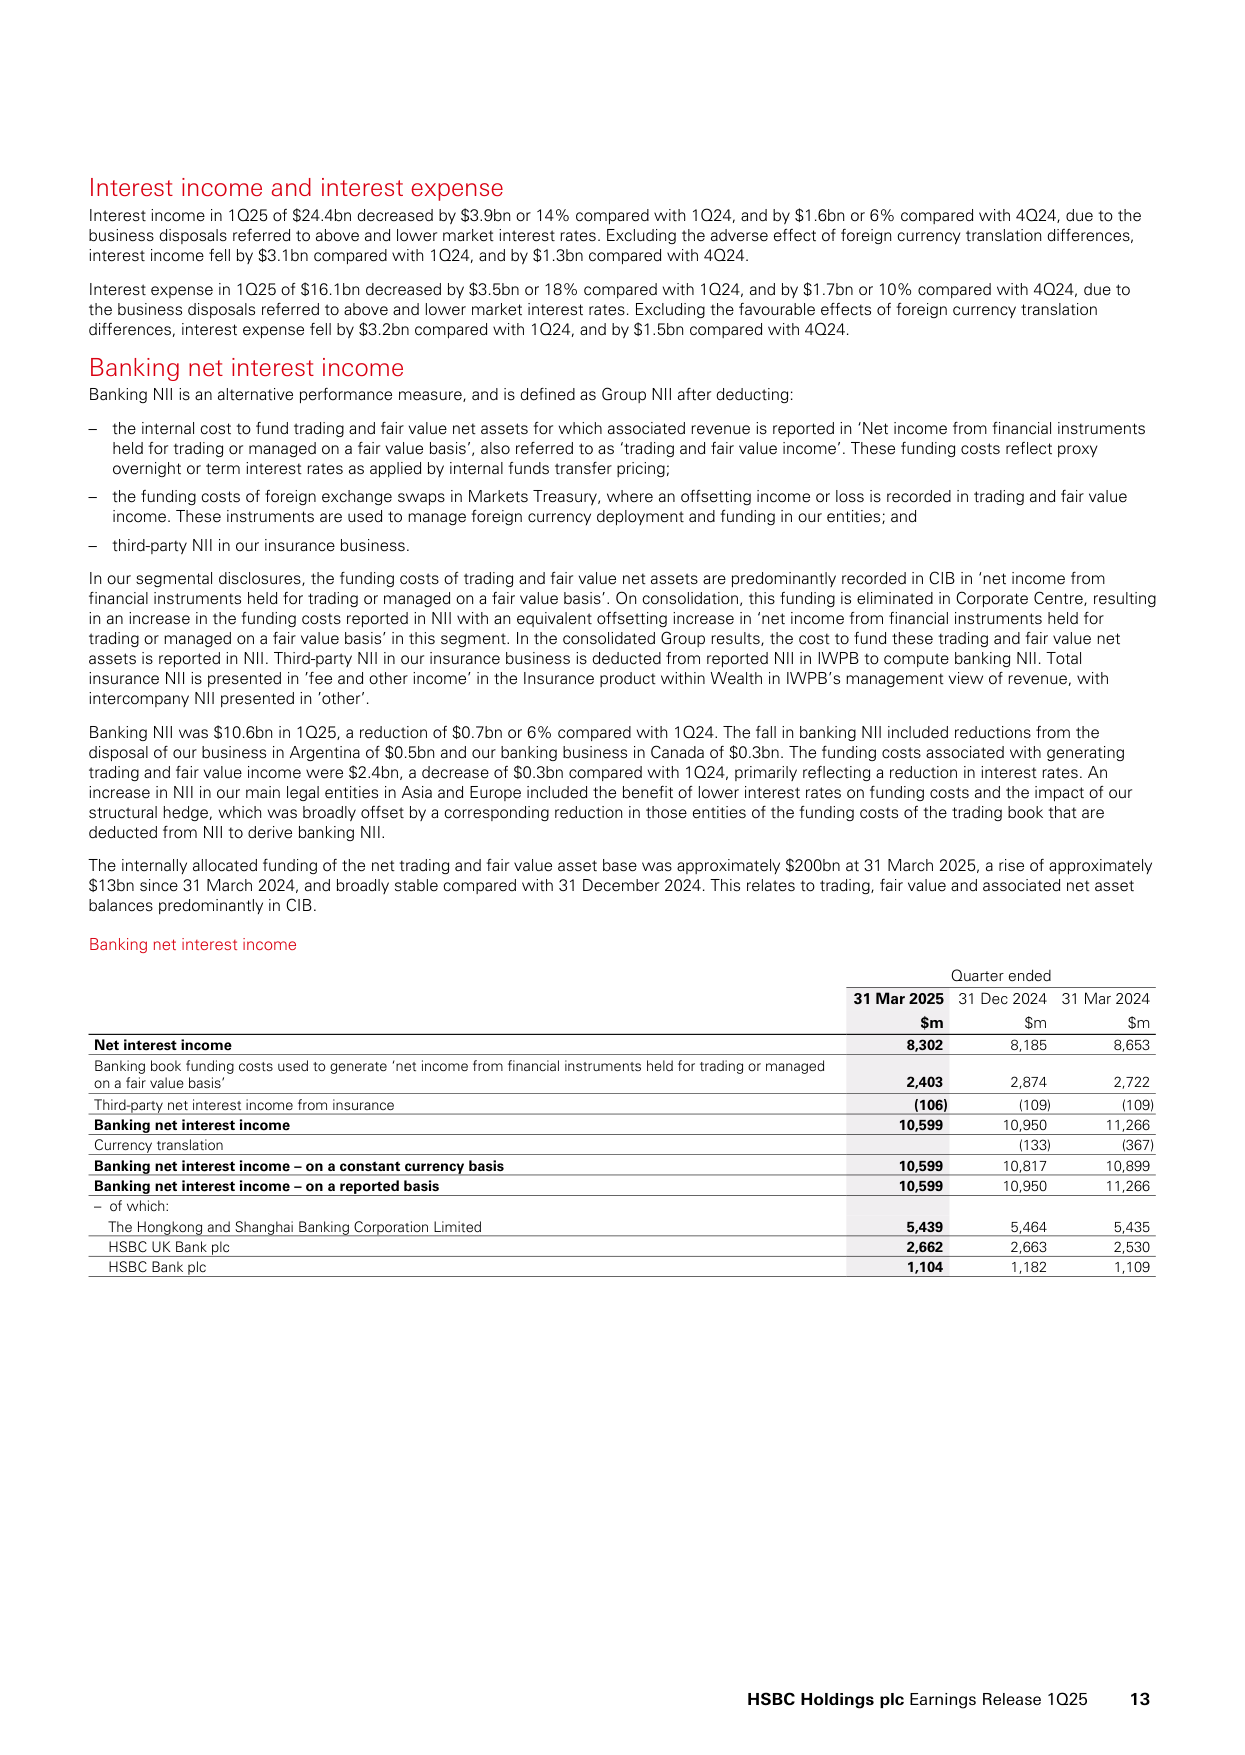 Interest income and interest expense
Interest income in 1Q25 of $24.4bn decreased by $3.9bn or 14% compared with 1Q24, and by $1.6bn or 6% compared with 4Q24, due to the
business disposals referred to above and lower market interest rates. Excluding the adverse effect of foreign currency translation differences,
interest income fell by $3.1bn compared with 1Q24, and by $1.3bn compared with 4Q24.
Interest expense in 1Q25 of $16.1bn decreased by $3.5bn or 18% compared with 1Q24, and by $1.7bn or 10% compared with 4Q24, due to
the business disposals referred to above and lower market interest rates. Excluding the favourable effects of foreign currency translation
differences, interest expense fell by $3.2bn compared with 1Q24, and by $1.5bn compared with 4Q24.
Banking net interest income
Banking NII is an alternative performance measure, and is defined as Group NII after deducting:
– the internal cost to fund trading and fair value net assets for which associated revenue is reported in ‘Net income from financial instruments
held for trading or managed on a fair value basis’, also referred to as ‘trading and fair value income’. These funding costs reflect proxy
overnight or term interest rates as applied by internal funds transfer pricing;
– the funding costs of foreign exchange swaps in Markets Treasury, where an offsetting income or loss is recorded in trading and fair value
income. These instruments are used to manage foreign currency deployment and funding in our entities; and
– third-party NII in our insurance business.
In our segmental disclosures, the funding costs of trading and fair value net assets are predominantly recorded in CIB in ‘net income from
financial instruments held for trading or managed on a fair value basis’. On consolidation, this funding is eliminated in Corporate Centre, resulting
in an increase in the funding costs reported in NII with an equivalent offsetting increase in ‘net income from financial instruments held for
trading or managed on a fair value basis’ in this segment. In the consolidated Group results, the cost to fund these trading and fair value net
assets is reported in NII. Third-party NII in our insurance business is deducted from reported NII in IWPB to compute banking NII. Total
insurance NII is presented in ’fee and other income’ in the Insurance product within Wealth in IWPB’s management view of revenue, with
intercompany NII presented in ’other’.
Banking NII was $10.6bn in 1Q25, a reduction of $0.7bn or 6% compared with 1Q24. The fall in banking NII included reductions from the
disposal of our business in Argentina of $0.5bn and our banking business in Canada of $0.3bn. The funding costs associated with generating
trading and fair value income were $2.4bn, a decrease of $0.3bn compared with 1Q24, primarily reflecting a reduction in interest rates. An
increase in NII in our main legal entities in Asia and Europe included the benefit of lower interest rates on funding costs and the impact of our
structural hedge, which was broadly offset by a corresponding reduction in those entities of the funding costs of the trading book that are
deducted from NII to derive banking NII.
The internally allocated funding of the net trading and fair value asset base was approximately $200bn at 31 March 2025, a rise of approximately
$13bn since 31 March 2024, and broadly stable compared with 31 December 2024. This relates to trading, fair value and associated net asset
balances predominantly in CIB.
Banking net interest income
Quarter ended
31 Mar 2025 31 Dec 2024 31 Mar 2024
$m $m $m
Net interest income 8,302 8,185 8,653
Banking book funding costs used to generate ‘net income from financial instruments held for trading or managed
on a fair value basis’ 2,403 2,874 2,722
Third-party net interest income from insurance (106) (109) (109)
Banking net interest income 10,599 10,950 11,266
Currency translation (133) (367)
Banking net interest income – on a constant currency basis 10,599 10,817 10,899
Banking net interest income – on a reported basis 10,599 10,950 11,266
– of which:
The Hongkong and Shanghai Banking Corporation Limited 5,439 5,464 5,435
HSBC UK Bank plc 2,662 2,663 2,530
HSBC Bank plc 1,104 1,182 1,109
HSBC Holdings plc Earnings Release 1Q25 13